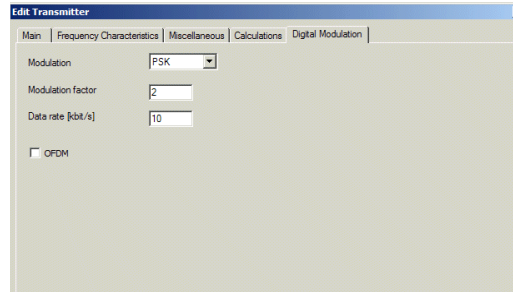 Edit Transmitter
Main Frequency Characteristics Miscellaneous Calculations Digital Modulation
Modulation PSK
Modulation factor 2
Data rate [kbit/s] 10
OFDM